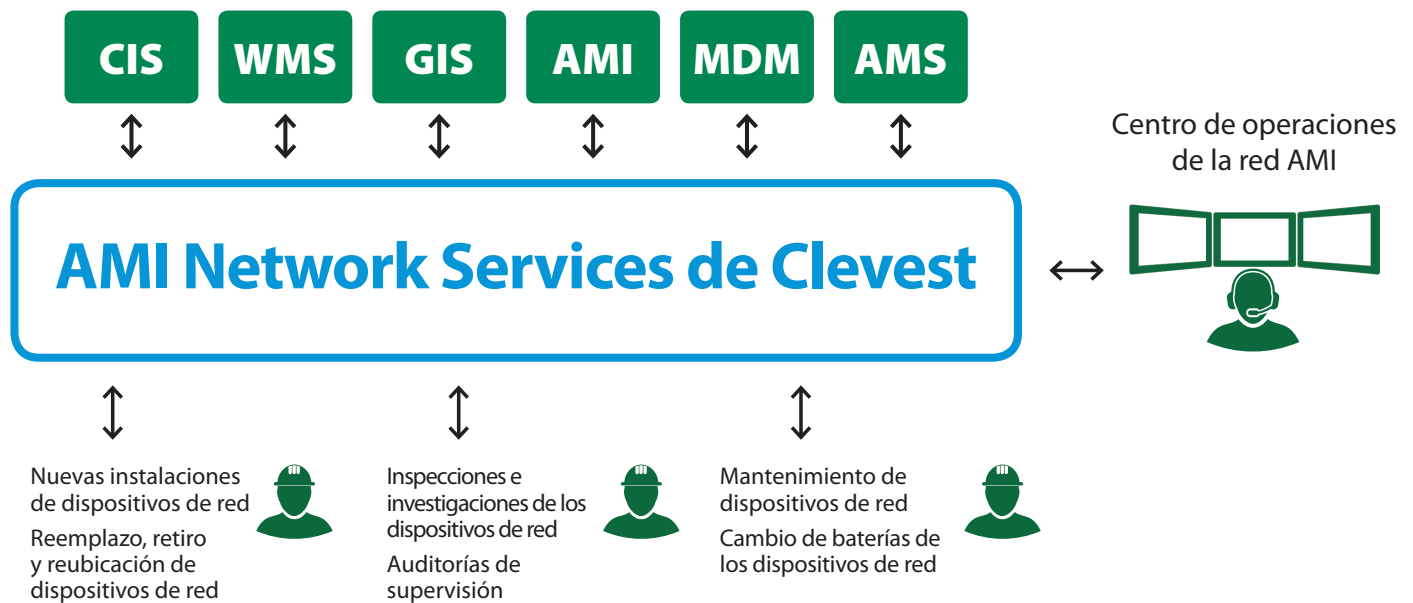 CIS
WMS
GIS
AMI
MDM
AMS
Centro de operaciones
de la red AMI
AMI Network Services de Clevest
Nuevas instalaciones
de dispositivos de red
Reemplazo, retiro
y reubicación de
dispositivos de red
Inspecciones e
investigaciones de los
dispositivos de red
Auditorías de
supervisión
Mantenimiento de
dispositivos de red
Cambio de baterías de
los dispositivos de red